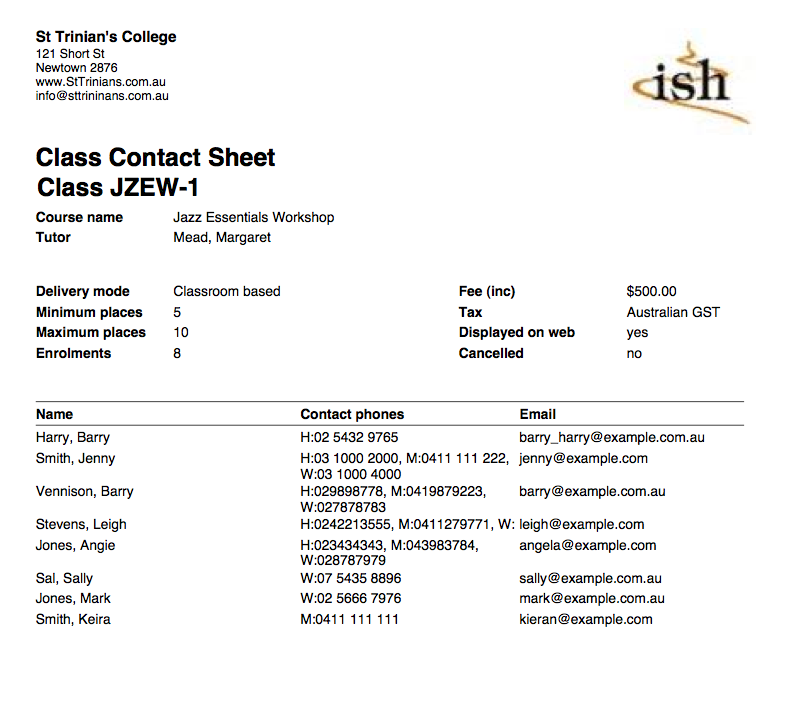 St Trinian's College
121 Short St
Newtown 2876
www.StTrinians.com.au
info@sttrininans.com.au
ish
Class Contact Sheet
Class JZEW-1
Course name Jazz Essentials Workshop
Tutor Mead, Margaret
Delivery mode Classroom based Fee (inc) $500.00
Minimum places 5 Tax Australian GST
Maximum places 10 Displayed on web yes
Enrolments 8 Cancelled no
Name Contact phones Email
Harry, Barry H:02 5432 9765 barry_harry@example.com.au
Smith, Jenny H:03 1000 2000, M:0411 111 222, jenny@example.com
W:03 1000 4000
Vennison, Barry H:029898778, M:0419879223, barry@example.com.au
W:027878783
Stevens, Leigh H:0242213555, M:0411279771, W: leigh@example.com
Jones, Angie H:023434343, M:043983784, angela@example.com
W:028787979
Sal, Sally W:07 5435 8896 sally@example.com.au
Jones, Mark W:02 5666 7976 mark@example.com.au
Smith, Keira M:0411 111 111 kieran@example.com